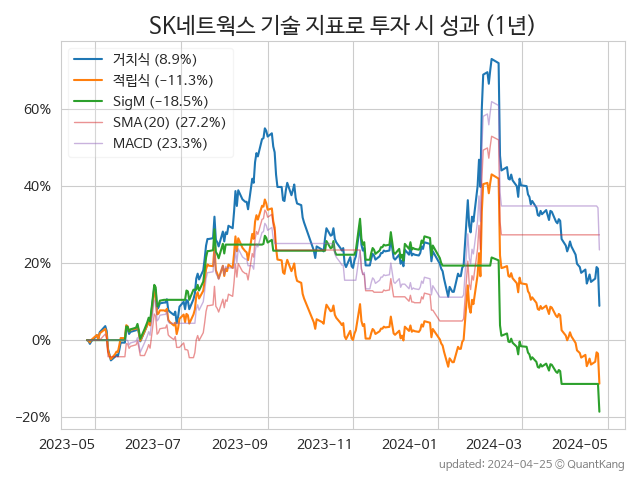 SK네트웍스 기술 지표로 투자 시 성과 (1년)
거치식 (8.9%)
적립식 (−11.3%)
SigM (−18.5%)
SMA(20) (27.2%)
MACD (23.3%)
60%
40%
20%
0%
−20%
2023−05 2023−07 2023−09 2023−11 2024−01 2024−03 2024−05
updated: 2024−04−25 © QuantKang